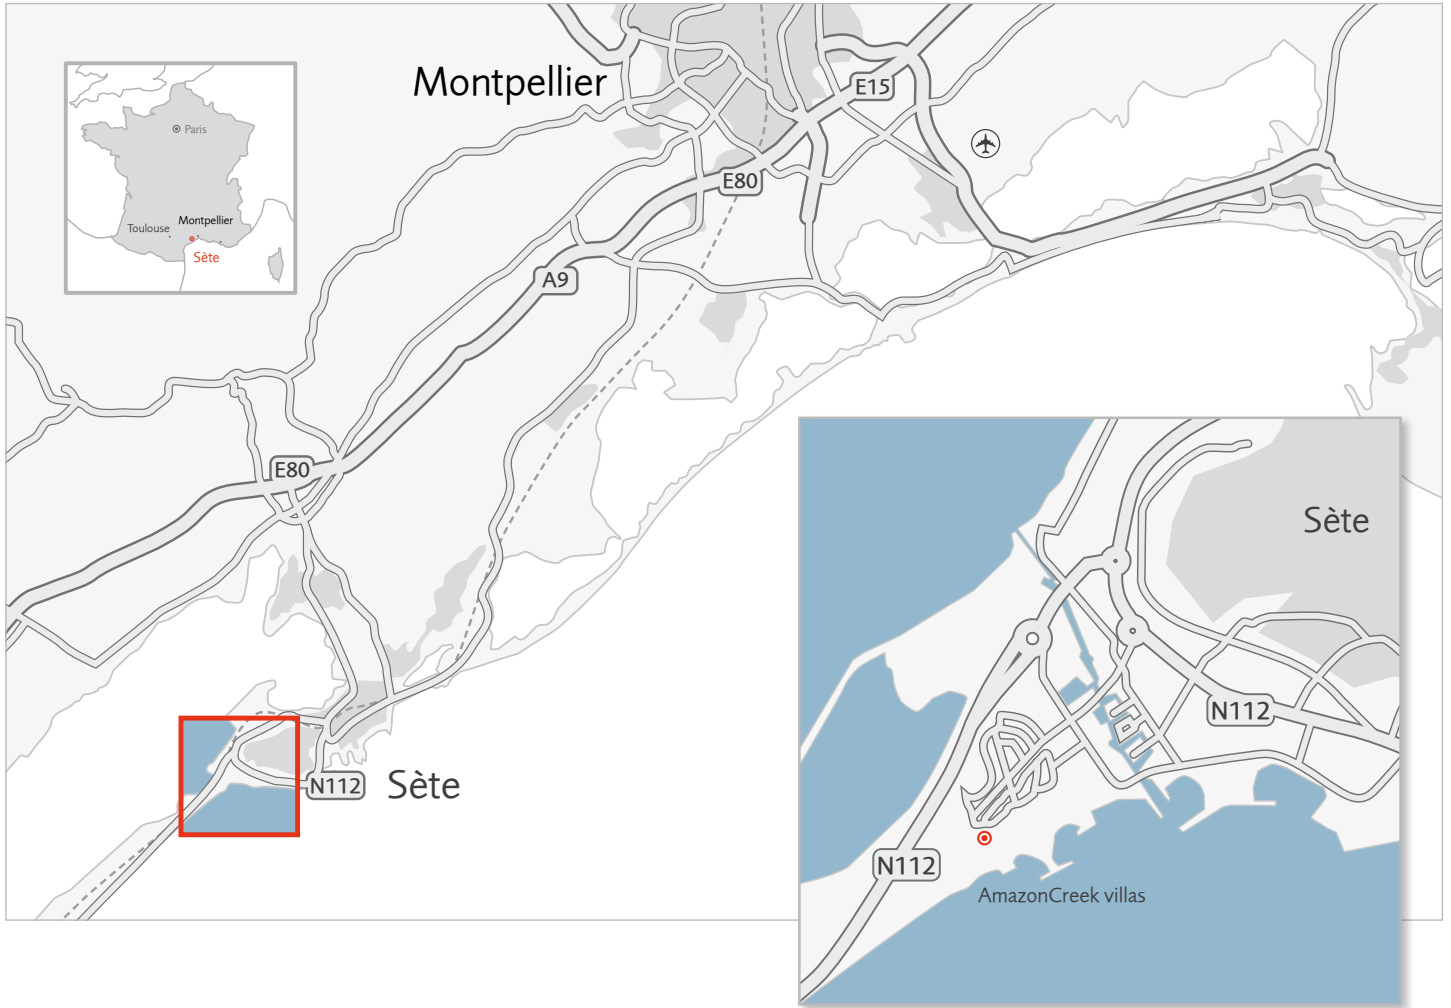 Montpellier
E15
Paris
E80
Montpellier
Toulouse
Sète
A9
E80
Sète
N112
N112
Sète
N112
AmazonCreek villas